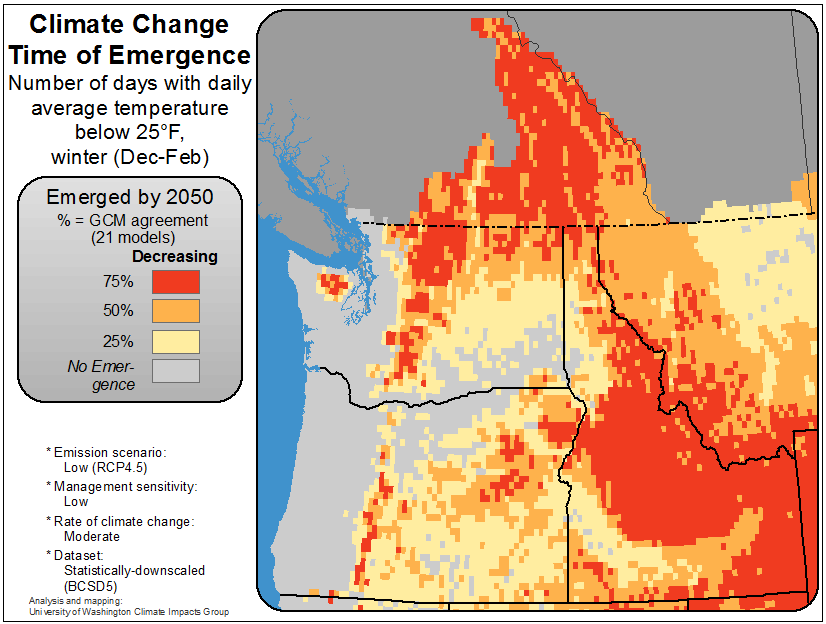 Climate Change
Time of Emergence
Number of days with daily
average temperature
below 25°F,
winter (Dec-Feb)
Emerged by 2050
% = GCM agreement
(21 models)
Decreasing
75%
50%
25%
No Emer-
gence
* Emission scenario:
Low (RCP4.5)
* Management sensitivity:
Low
* Rate of climate change:
Moderate
* Dataset:
Statistically-downscaled
(BCSD5)
Analysis and mapping:
University of Washington Climate Impacts Group